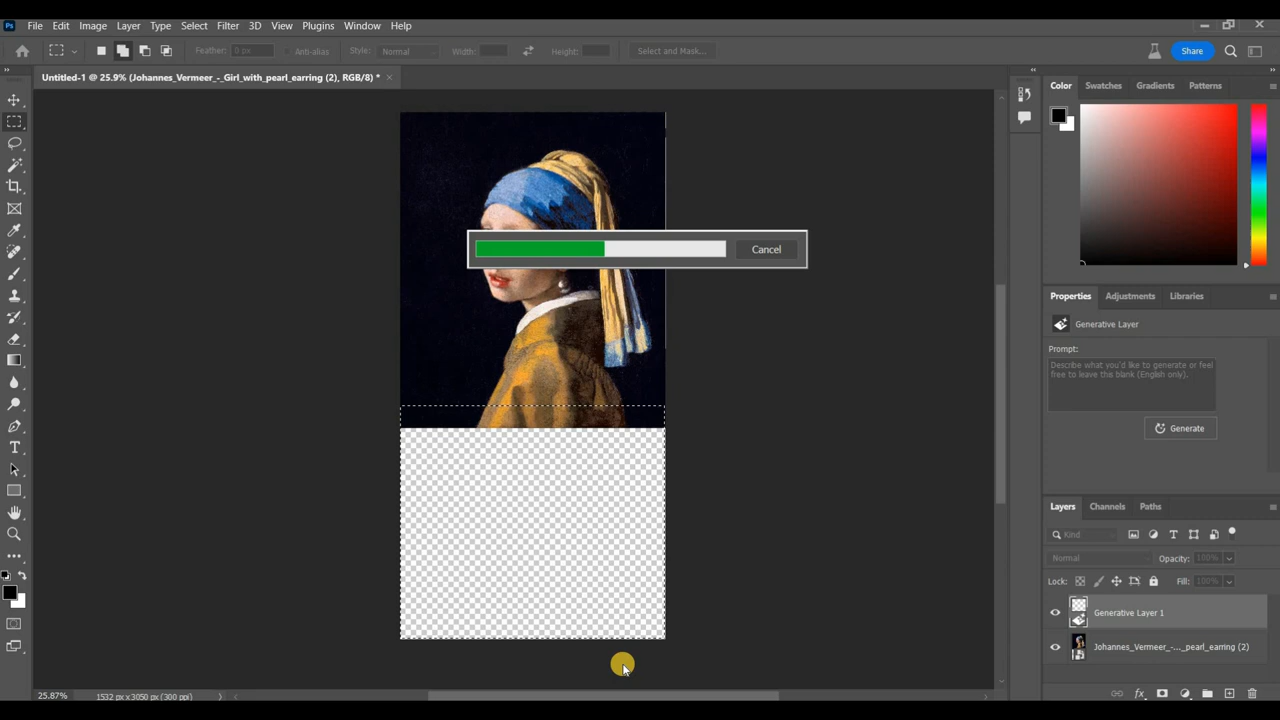 Ps File Edit Image Layer Type Select Filter 3D View Plugins Window Help
Feather: 0 px Anti-alias Style: Normal Width: Height: Select and Mask... Share
Untitled-1 @ 25.9% (Johannes_Vermeer_-_Girl_with_pearl_earring (2), RGB/8) *
Color Swatches Gradients Patterns
Cancel
Properties Adjustments Libraries
Generative Layer
Prompt:
Describe what you'd like to generate or feel
free to leave this blank (English only).
Generate
Layers Channels Paths
Kind
Normal Opacity: 100%
Lock: Fill: 100%
Generative Layer 1
Johannes_Vermeer_-..._pearl_earring (2)
25.87% 1532 px x 3050 px (300 ppi)